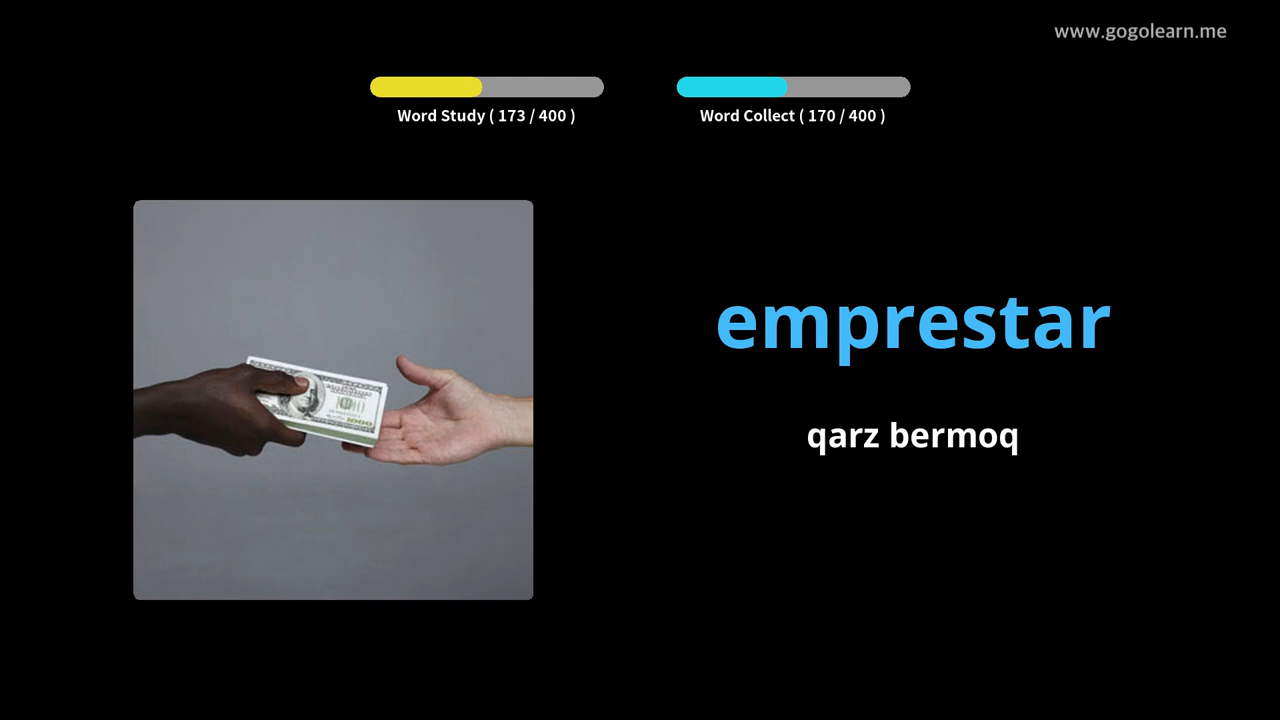 www.gogolearn.me
Word Study ( 173 / 400 )
Word Collect ( 170 / 400 )
emprestar
qarz bermoq